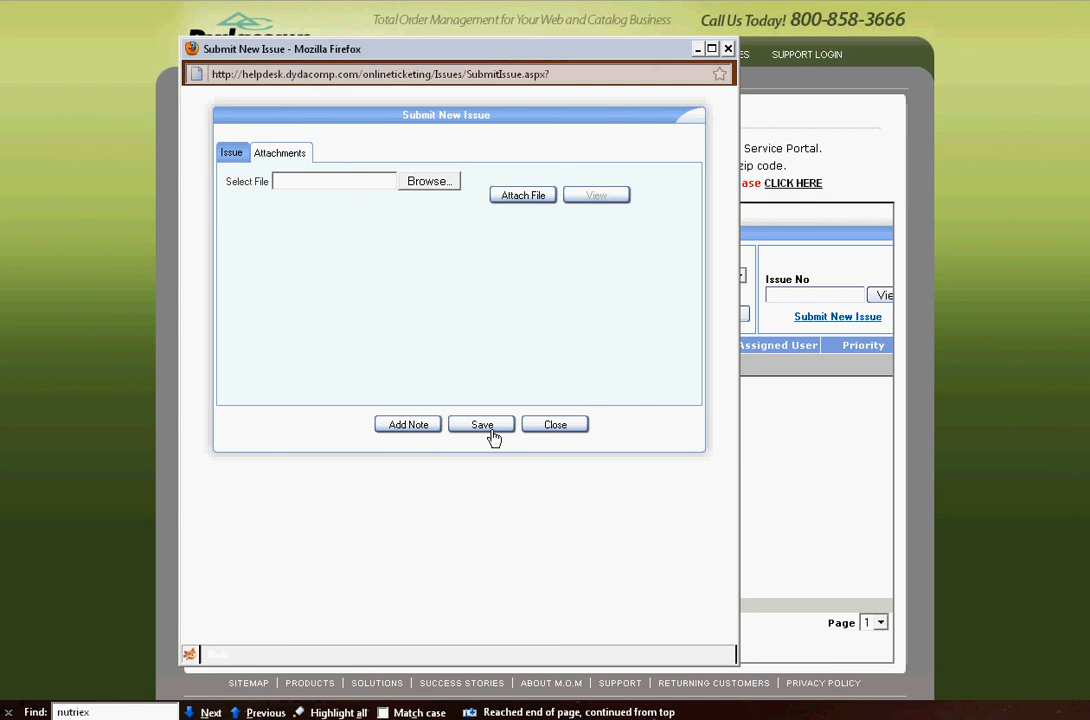 Total Order Management for Your Web and Catalog Business
Call Us Today! 800-858-3666
Submit New Issue - Mozilla Firefox
ES SUPPORT LOGIN
http://helpdesk.dydacomp.com/onlineticketing/Issues/SubmitIssue.aspx?
Submit New Issue
Issue Attachments
Service Portal.
zip code.
ase CLICK HERE
Select File Browse...
Attach File View
Issue No
Vie
Submit New Issue
Assigned User Priority
Add Note Save Close
Page 1
SITEMAP | PRODUCTS | SOLUTIONS | SUCCESS STORIES | ABOUT M.O.M | SUPPORT | RETURNING CUSTOMERS | PRIVACY POLICY
Find: nutriex Next Previous Highlight all Match case Reached end of page, continued from top